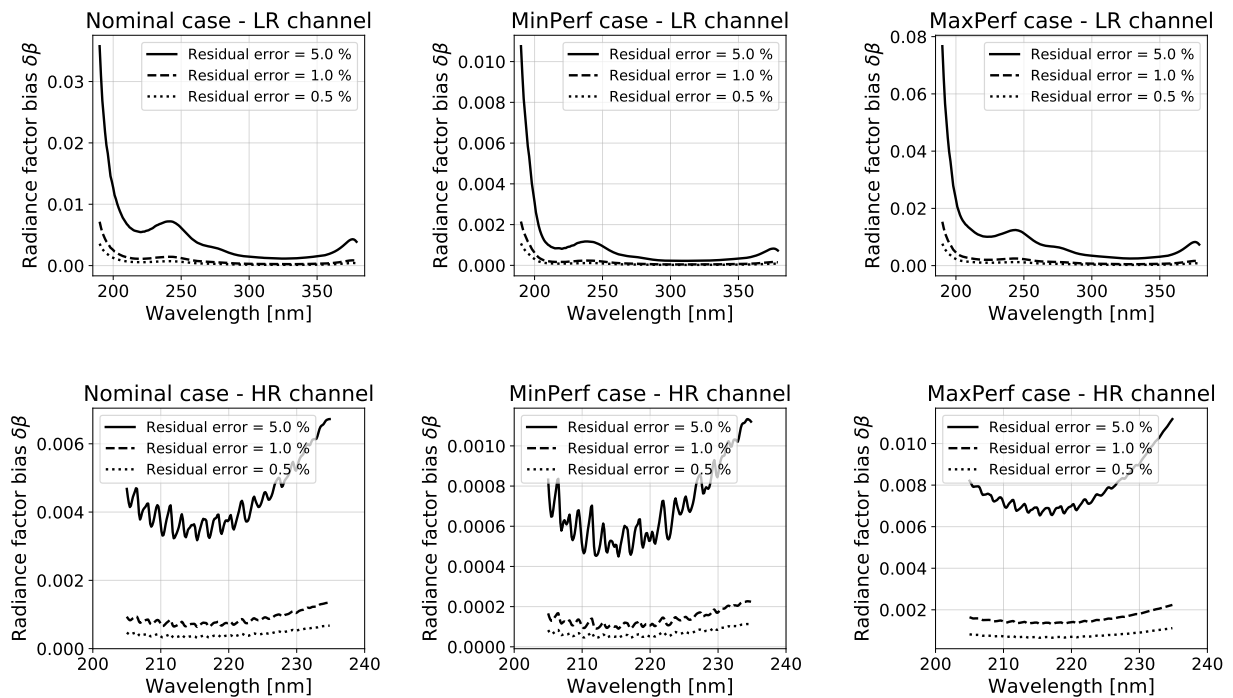 Nominal case - LR channel
Radiance factor bias δβ
0.03
0.02
0.01
0.00
Residual error = 5.0 %
Residual error = 1.0 %
Residual error = 0.5 %
200 250 300 350
Wavelength [nm]
MinPerf case - LR channel
Radiance factor bias δβ
0.010
0.008
0.006
0.004
0.002
0.000
Residual error = 5.0 %
Residual error = 1.0 %
Residual error = 0.5 %
200 250 300 350
Wavelength [nm]
MaxPerf case - LR channel
Radiance factor bias δβ
0.08
0.06
0.04
0.02
0.00
Residual error = 5.0 %
Residual error = 1.0 %
Residual error = 0.5 %
200 250 300 350
Wavelength [nm]
Nominal case - HR channel
Radiance factor bias δβ
0.006
0.004
0.002
0.000
Residual error = 5.0 %
Residual error = 1.0 %
Residual error = 0.5 %
200 210 220 230 240
Wavelength [nm]
MinPerf case - HR channel
Radiance factor bias δβ
0.0010
0.0008
0.0006
0.0004
0.0002
0.0000
Residual error = 5.0 %
Residual error = 1.0 %
Residual error = 0.5 %
200 210 220 230 240
Wavelength [nm]
MaxPerf case - HR channel
Radiance factor bias δβ
0.010
0.008
0.006
0.004
0.002
Residual error = 5.0 %
Residual error = 1.0 %
Residual error = 0.5 %
200 210 220 230 240
Wavelength [nm]